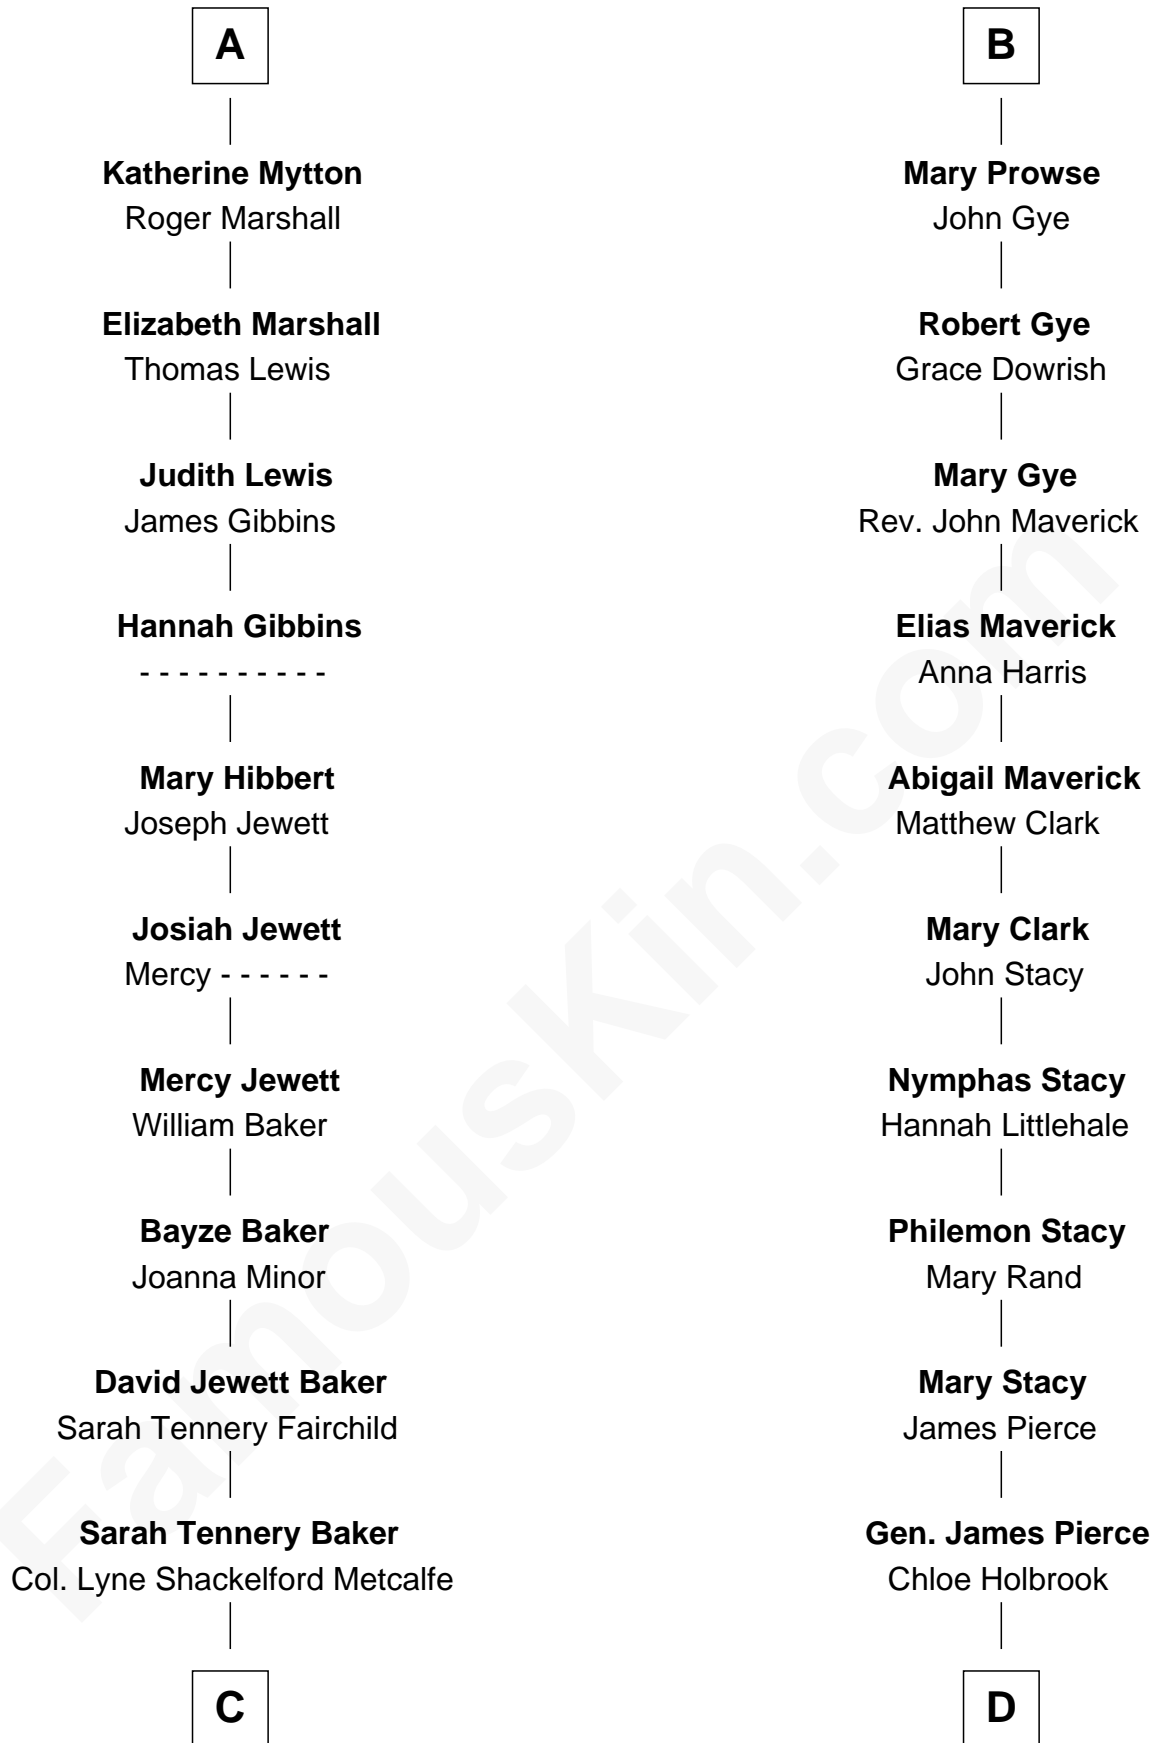 A
Katherine Mytton
Roger Marshall
Elizabeth Marshall
Thomas Lewis
Judith Lewis
James Gibbins
Hannah Gibbins
- - - - - - - - - -
Mary Hibbert
Joseph Jewett
Josiah Jewett
Mercy - - - - - -
Mercy Jewett
William Baker
Bayze Baker
Joanna Minor
David Jewett Baker
Sarah Tennery Fairchild
Sarah Tennery Baker
Col. Lyne Shackelford Metcalfe
C
B
Mary Prowse
John Gye
Robert Gye
Grace Dowrish
Mary Gye
Rev. John Maverick
Elias Maverick
Anna Harris
Abigail Maverick
Matthew Clark
Mary Clark
John Stacy
Nymphas Stacy
Hannah Littlehale
Philemon Stacy
Mary Rand
Mary Stacy
James Pierce
Gen. James Pierce
Chloe Holbrook
D
FamousKin.com